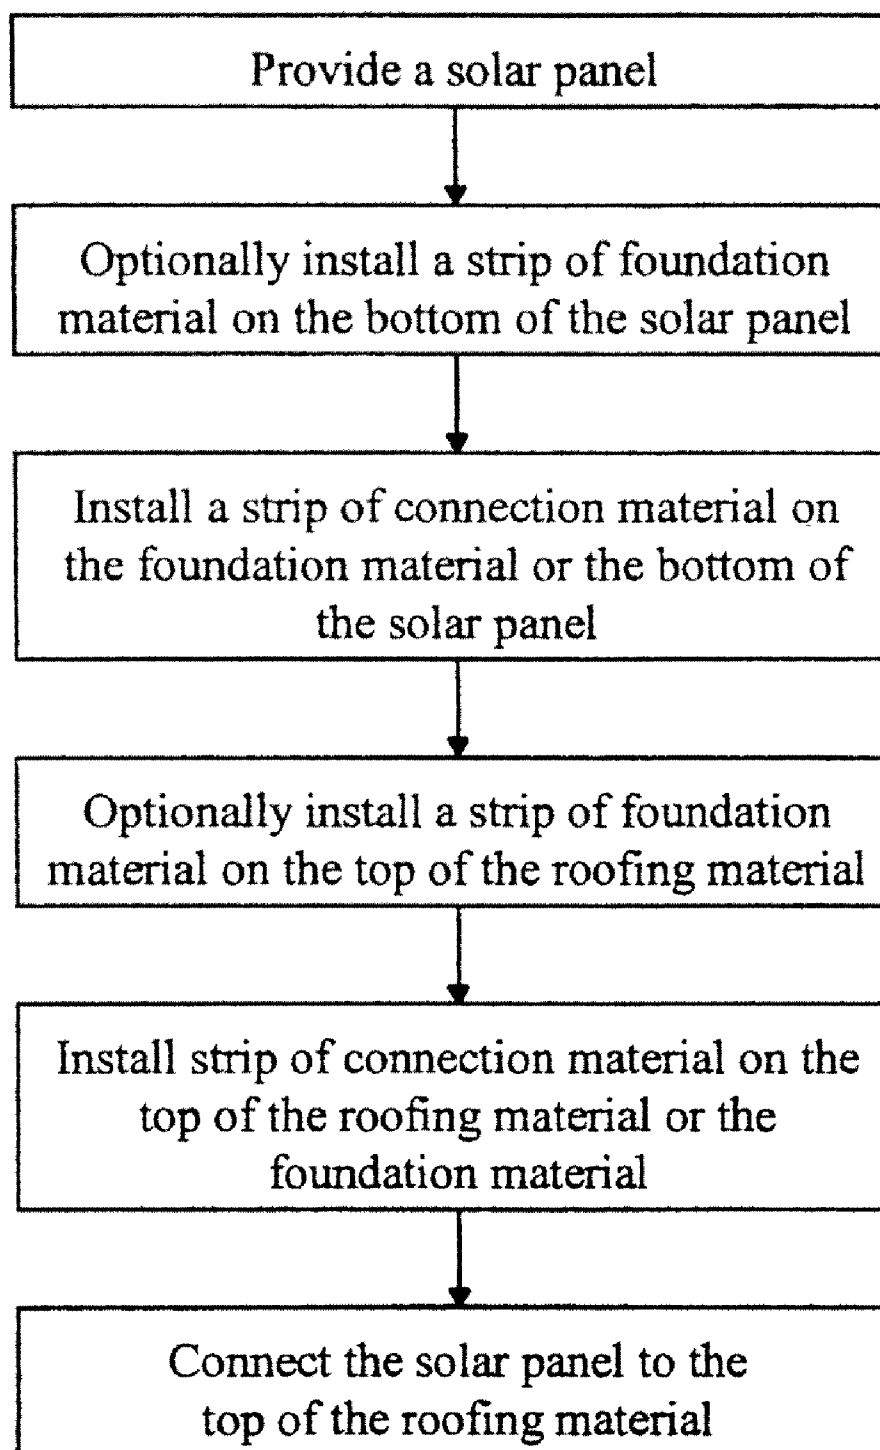 Provide a solar panel
Optionally install a strip of foundation
material on the bottom of the solar panel
Install a strip of connection material on
the foundation material or the bottom of
the solar panel
Optionally install a strip of foundation
material on the top of the roofing material
Install strip of connection material on the
top of the roofing material or the
foundation material
Connect the solar panel to the
top of the roofing material